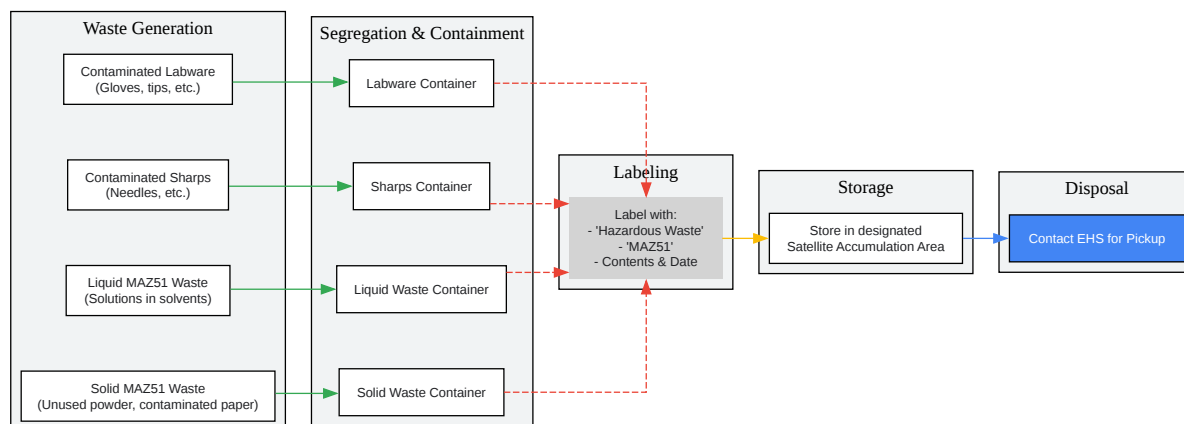 Waste Generation
Contaminated Labware
(Gloves, tips, etc.)
Contaminated Sharps
(Needles, etc.)
Liquid MAZ51 Waste
(Solutions in solvents)
Solid MAZ51 Waste
(Unused powder, contaminated paper)
Segregation & Containment
Labware Container
Sharps Container
Liquid Waste Container
Solid Waste Container
Labeling
Label with:
- 'Hazardous Waste'
- 'MAZ51'
- Contents & Date
Storage
Store in designated
Satellite Accumulation Area
Disposal
Contact EHS for Pickup